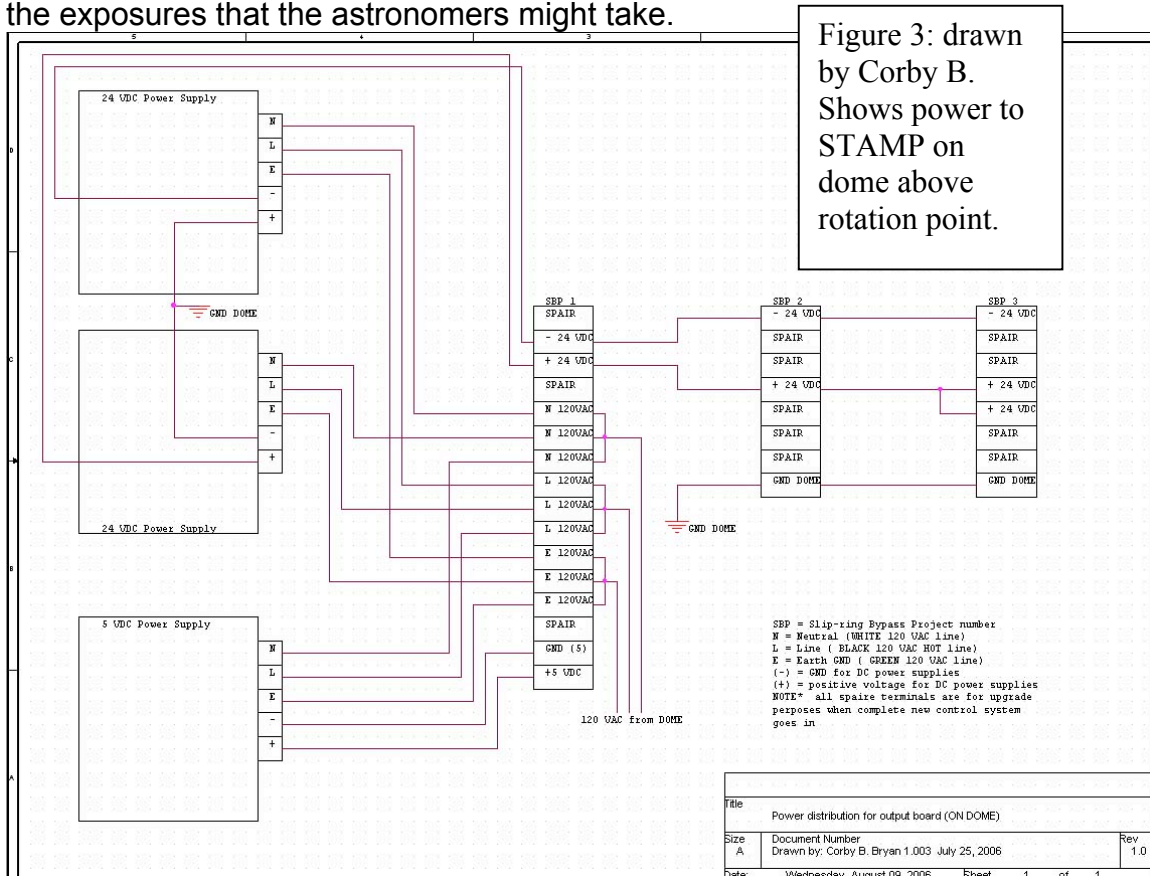 the exposures that the astronomers might take.
Figure 3: drawn
by Corby B.
Shows power to
STAMP on
dome above
rotation point.
5
4
3
D
C
B
A
24 VDC Power Supply
N
L
E
-
+
GND DOME
N
L
E
-
+
24 VDC Power Supply
5 VDC Power Supply
N
L
E
-
+
SBP 1
SPAIR
- 24 VDC
+ 24 VDC
SPAIR
N 120VAC
N 120VAC
N 120VAC
L 120VAC
L 120VAC
L 120VAC
E 120VAC
E 120VAC
E 120VAC
SPAIR
GND (5)
+5 VDC
120 VAC from DOME
SBP 2
- 24 VDC
SPAIR
SPAIR
+ 24 VDC
SPAIR
SPAIR
SPAIR
GND DOME
GND DOME
SBP 3
- 24 VDC
SPAIR
SPAIR
+ 24 VDC
+ 24 VDC
SPAIR
SPAIR
GND DOME
SBP = Slip-ring Bypass Project number
N = Neutral (WHITE 120 VAC line)
L = Line ( BLACK 120 VAC HOT line)
E = Earth GND ( GREEN 120 VAC line)
(-) = GND for DC power supplies
(+) = positive voltage for DC power supplies
NOTE* all spaire terminals are for upgrade
perposes when complete new control system
goes in
Title
Power distribution for output board (ON DOME)
Size
A
Document Number
Drawn by: Corby B. Bryan 1.003 July 25, 2006
Rev
1.0
Date: Wednesday, August 09, 2006 Sheet 1 of 1